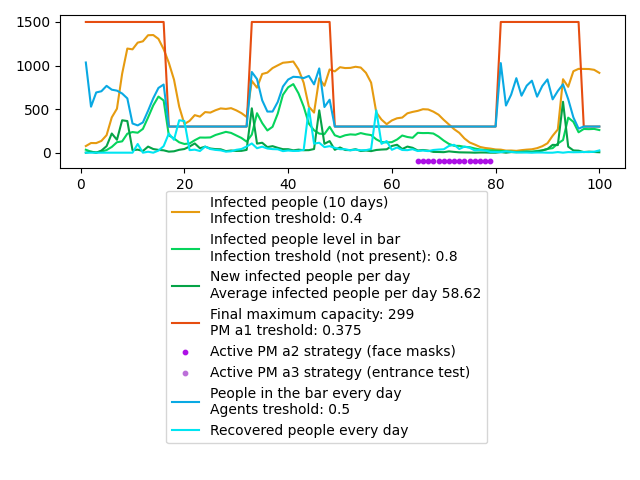 1500
1000
500
0
0 20 40 60 80 100
Infected people (10 days)
Infection treshold: 0.4
Infected people level in bar
Infection treshold (not present): 0.8
New infected people per day
Average infected people per day 58.62
Final maximum capacity: 299
PM a1 treshold: 0.375
Active PM a2 strategy (face masks)
Active PM a3 strategy (entrance test)
People in the bar every day
Agents treshold: 0.5
Recovered people every day